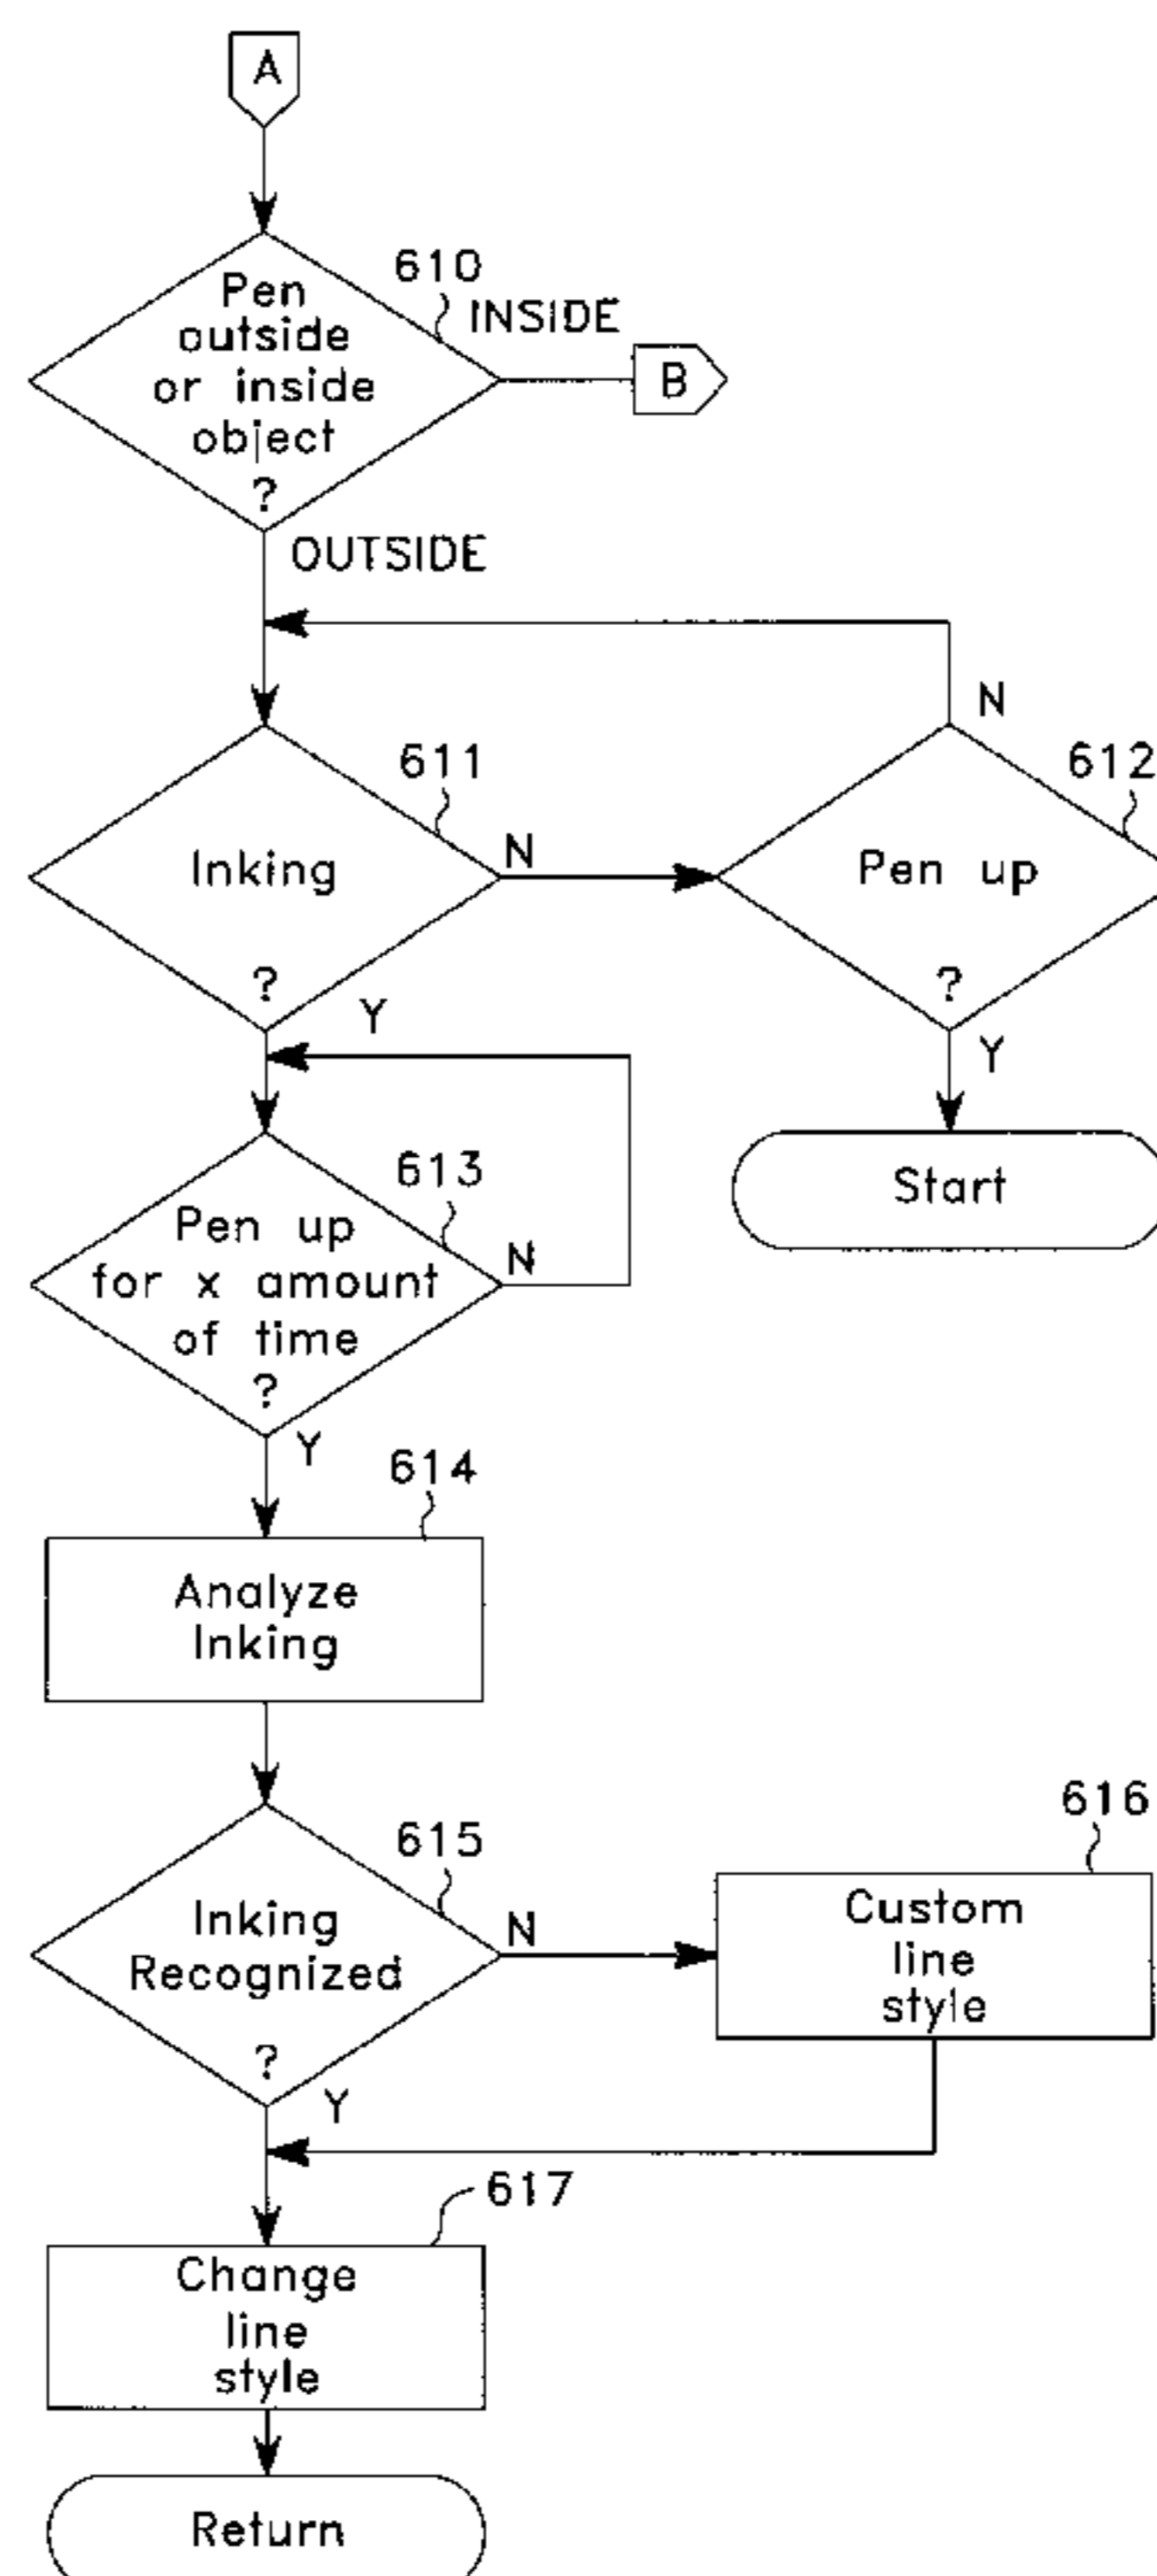 A
610
Pen
outside
or inside
object
?
INSIDE
B
OUTSIDE
N
611
612
Inking
?
N
Pen up
?
Y
Y
613
Pen up
for x amount
of time
?
N
Start
Y
614
Analyze
Inking
615
616
Inking
Recognized
?
N
Custom
line
style
Y
617
Change
line
style
Return